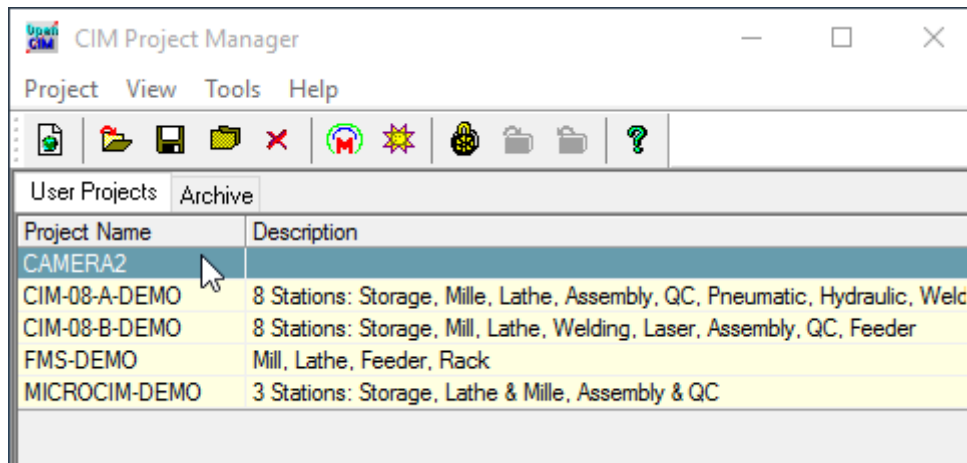 Open CIM
CIM Project Manager
Project View Tools Help
M
?
User Projects Archive
Project Name Description
CAMERA2
CIM-08-A-DEMO 8 Stations: Storage, Mille, Lathe, Assembly, QC, Pneumatic, Hydraulic, Weld
CIM-08-B-DEMO 8 Stations: Storage, Mill, Lathe, Welding, Laser, Assembly, QC, Feeder
FMS-DEMO Mill, Lathe, Feeder, Rack
MICROCIM-DEMO 3 Stations: Storage, Lathe & Mille, Assembly & QC